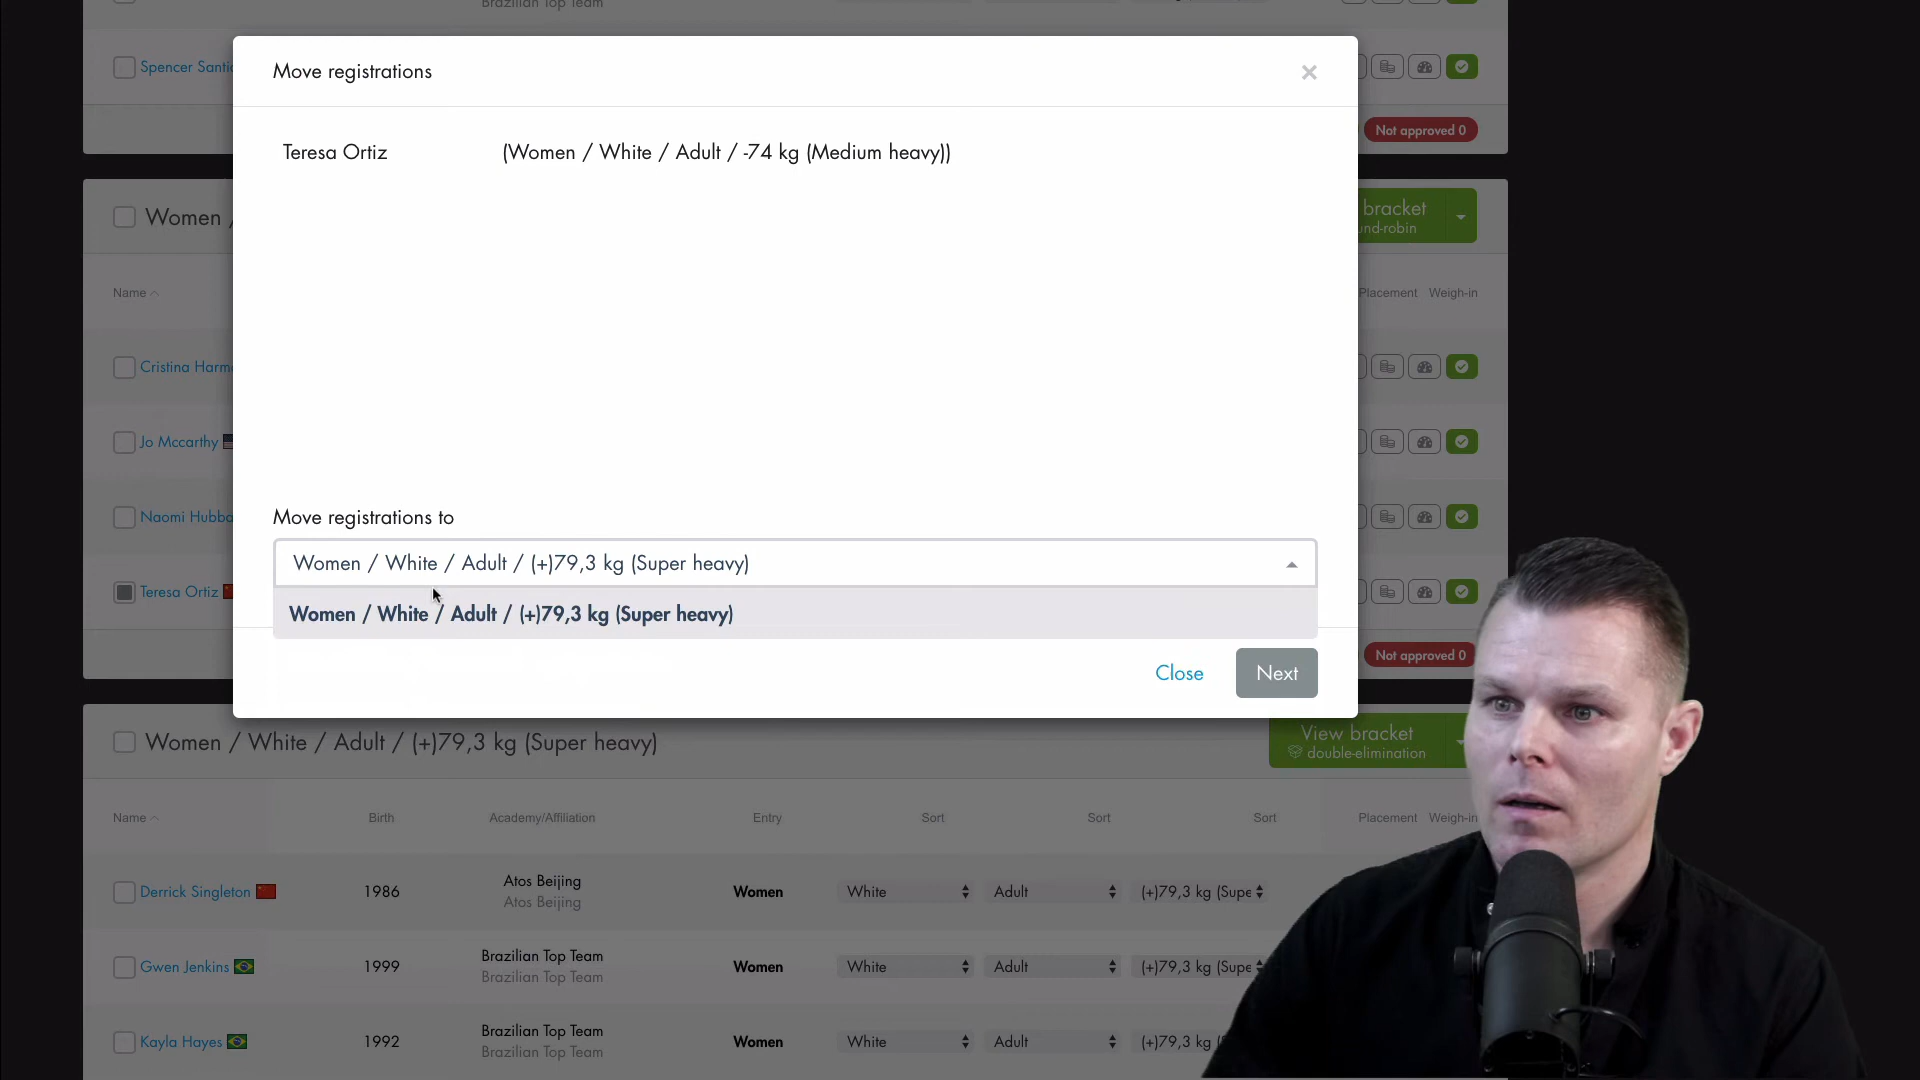 Brazilian Top Team
Spencer Santi
Not approved 0
Move registrations
×
Teresa Ortiz (Women / White / Adult / -74 kg (Medium heavy))
Move registrations to
Women / White / Adult / (+)79,3 kg (Super heavy)
Women / White / Adult / (+)79,3 kg (Super heavy)
Close Next
Women /
bracket
und-robin
Name Placement Weigh-in
Cristina Harm
Jo Mccarthy
Naomi Hubba
Teresa Ortiz
Not approved 0
Women / White / Adult / (+)79,3 kg (Super heavy)
View bracket
double-elimination
Name Birth Academy/Affiliation Entry Sort Sort Sort Placement Weigh-in
Derrick Singleton 1986 Atos Beijing Women White Adult (+)79,3 kg (Supe
Atos Beijing
Gwen Jenkins 1999 Brazilian Top Team Women White Adult (+)79,3 kg (Supe
Brazilian Top Team
Kayla Hayes 1992 Brazilian Top Team Women White Adult (+)79,3 kg (
Brazilian Top Team